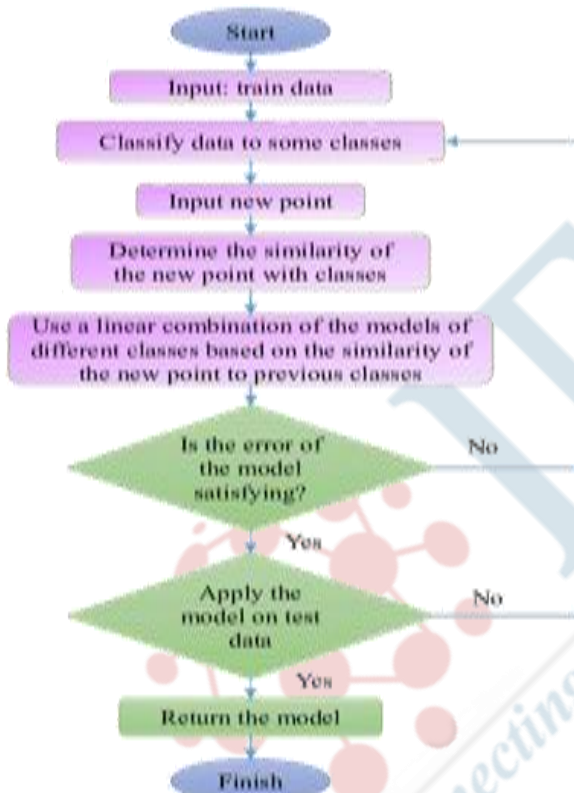 Start
Input: train data
Classify data to some classes
Input new point
Determine the similarity of
the new point with classes
Use a linear combination of the models of
different classes based on the similarity of
the new point to previous classes
Is the error of
the model
satisfying?
No
Yes
Apply the
model on test
data
No
Yes
Return the model
Finish